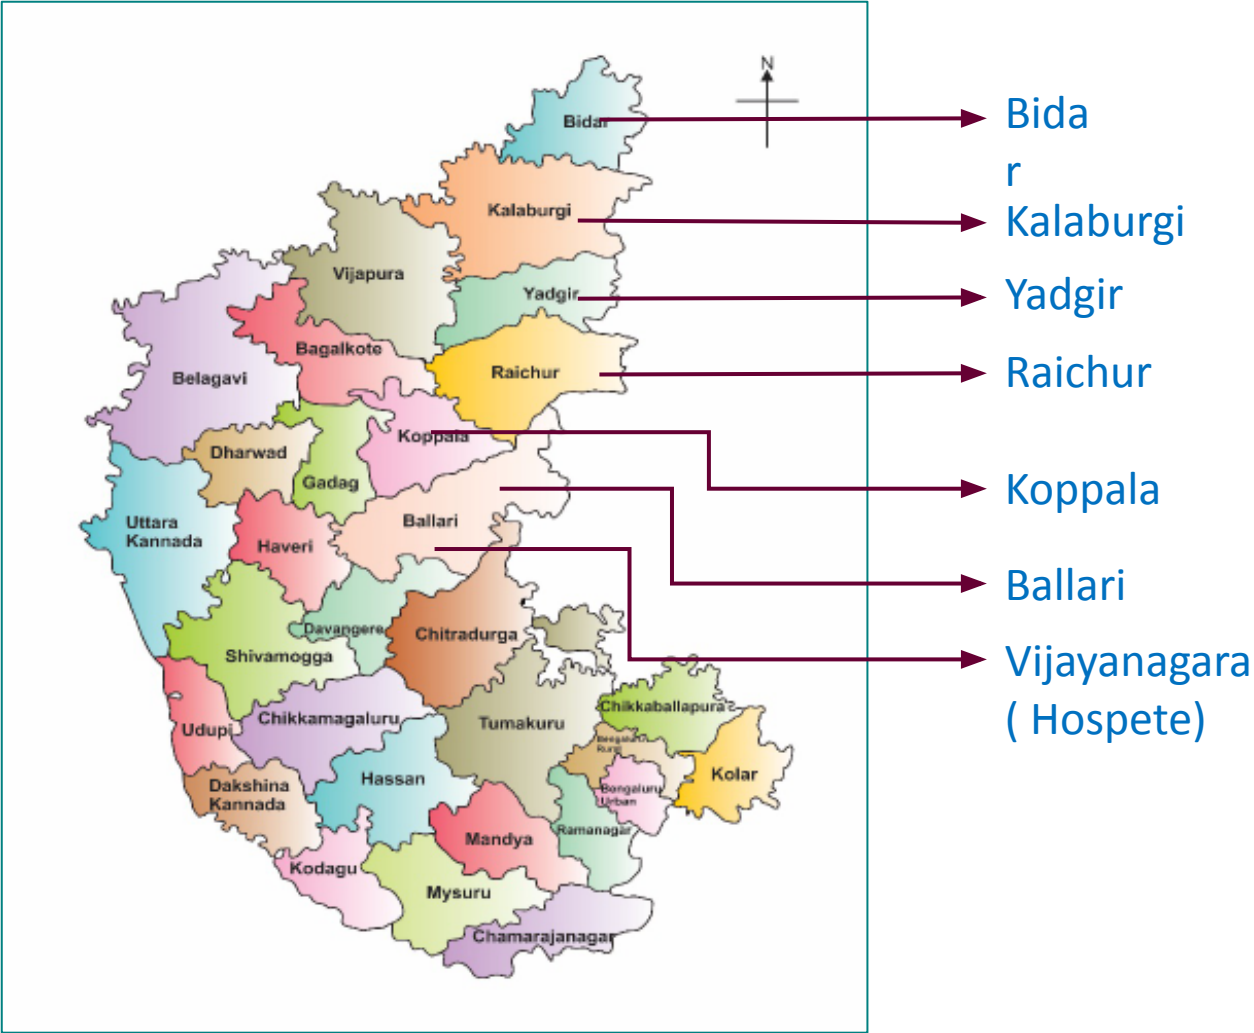 N
Bidar
Bida
r
Kalaburgi
Kalaburgi
Vijapura
Yadgir
Yadgir
Bagalkote
Belagavi
Raichur
Raichur
Koppala
Dharwad
Gadag
Koppala
Uttara
Kannada
Haveri
Ballari
Ballari
Davangere
Chitradurga
Shivamogga
Vijayanagara
( Hospete)
Chikkamagaluru
Tumakuru
Chikkaballapura
Udupi
Bengaluru
Rural
Hassan
Kolar
Dakshina
Kannada
Bengaluru
Urban
Ramanagar
Mandya
Kodagu
Mysuru
Chamarajanagar